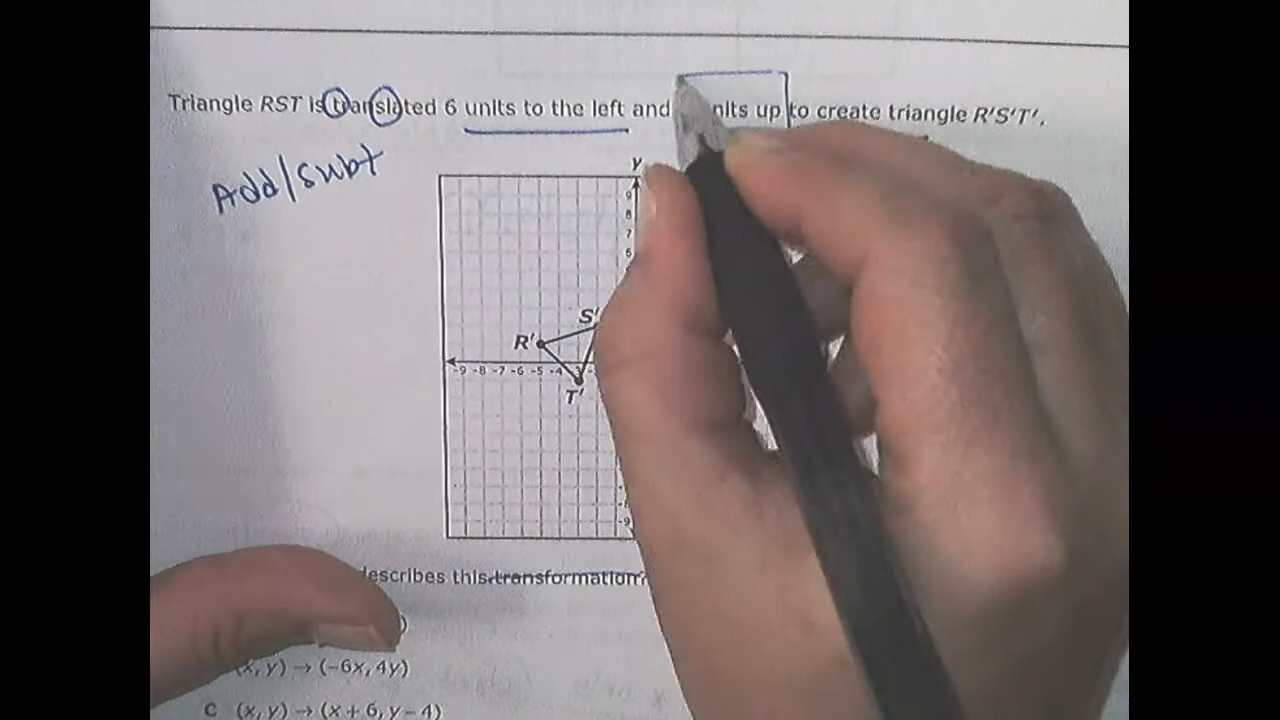 Triangle RST is translated 6 units to the left and nits up to create triangle R'S'T'.
Add/subt
y
9
8
7
6
S'
R'
-9 -8 -7 -6 -5 -4
T'
-9
describes this transformation?
)
(x, y) → (-6x, 4y)
C (x, y) → (x + 6, y - 4)